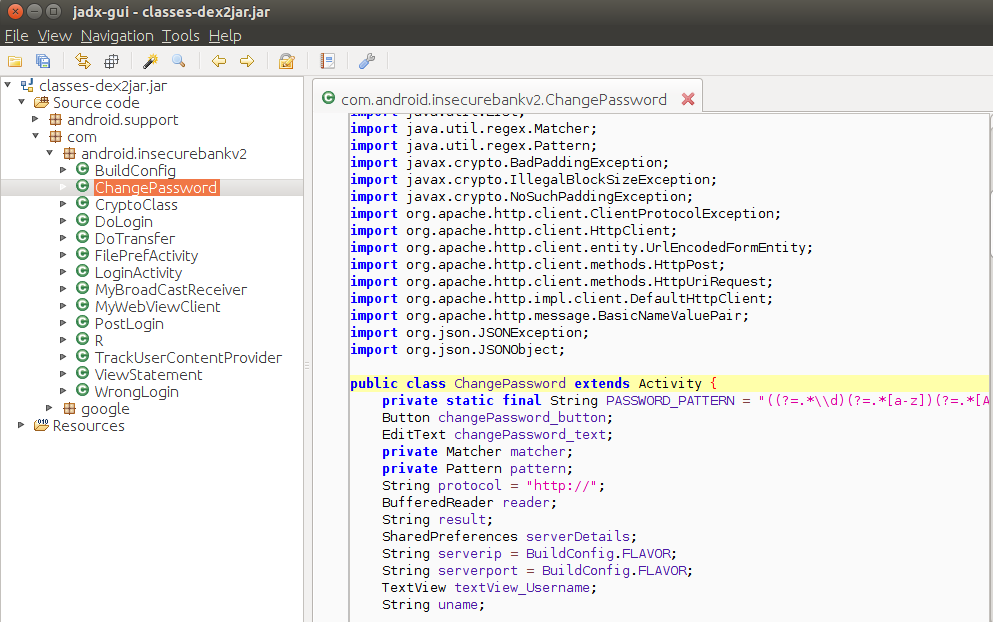 jadx-gui - classes-dex2jar.jar
File View Navigation Tools Help
classes-dex2jar.jar
Source code
android.support
com
android.insecurebankv2
BuildConfig
ChangePassword
CryptoClass
DoLogin
DoTransfer
FilePrefActivity
LoginActivity
MyBroadCastReceiver
MyWebViewClient
PostLogin
R
TrackUserContentProvider
ViewStatement
WrongLogin
google
Resources
com.android.insecurebankv2.ChangePassword
import java.util.List;
import java.util.regex.Matcher;
import java.util.regex.Pattern;
import javax.crypto.BadPaddingException;
import javax.crypto.IllegalBlockSizeException;
import javax.crypto.NoSuchPaddingException;
import org.apache.http.client.ClientProtocolException;
import org.apache.http.client.HttpClient;
import org.apache.http.client.entity.UrlEncodedFormEntity;
import org.apache.http.client.methods.HttpPost;
import org.apache.http.client.methods.HttpUriRequest;
import org.apache.http.impl.client.DefaultHttpClient;
import org.apache.http.message.BasicNameValuePair;
import org.json.JSONException;
import org.json.JSONObject;
public class ChangePassword extends Activity {
private static final String PASSWORD_PATTERN = "((?=.*\\d)(?=.*[a-z])(?=.*[A
Button changePassword_button;
EditText changePassword_text;
private Matcher matcher;
private Pattern pattern;
String protocol = "http://";
BufferedReader reader;
String result;
SharedPreferences serverDetails;
String serverip = BuildConfig.FLAVOR;
String serverport = BuildConfig.FLAVOR;
TextView textView_Username;
String uname;